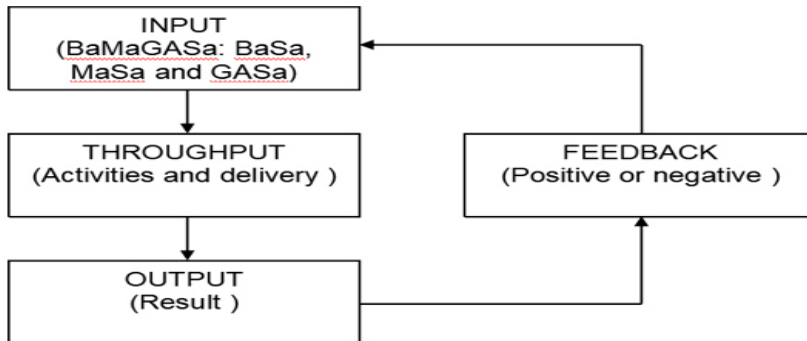 INPUT
(BaMaGASa: BaSa,
MaSa and GASa)
THROUGHPUT
(Activities and delivery )
FEEDBACK
(Positive or negative )
OUTPUT
(Result )